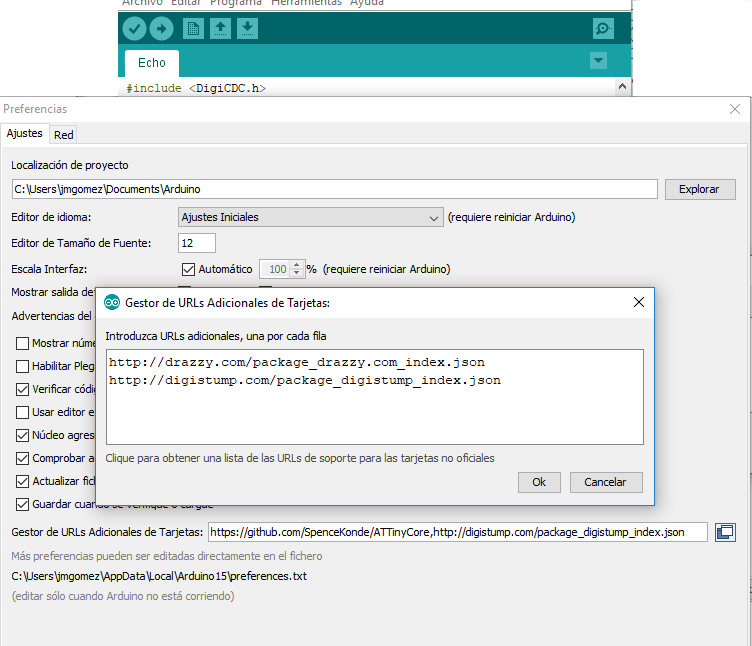 Archivo Editar Programa Herramientas Ayuda
Echo
#include <DigiCDC.h>
Preferencias
Ajustes Red
Localización de proyecto
C:\Users\jmgomez\Documents\Arduino Explorar
Editor de idioma: Ajustes Iniciales (requiere reiniciar Arduino)
Editor de Tamaño de Fuente: 12
Escala Interfaz: Automático 100 % (requiere reiniciar Arduino)
Mostrar salida
Gestor de URLs Adicionales de Tarjetas:
Advertencias del
Introduzca URLs adicionales, una por cada fila
Mostrar
http://drazzy.com/package_drazzy.com_index.json
Habilitar
http://digistump.com/package_digistump_index.json
Verificar
Usar editor
Núcleo
Comprobar
Clique para obtener una lista de las URLs de soporte para las tarjetas no oficiales
Actualizar
Ok Cancelar
Guardar cuando se verifique o cargue
Gestor de URLs Adicionales de Tarjetas: https://github.com/SpenceKonde/ATTinyCore,http://digistump.com/package_digistump_index.json
Más preferencias pueden ser editadas directamente en el fichero
C:\Users\jmgomez\AppData\Local\Arduino15\preferences.txt
(editar sólo cuando Arduino no está corriendo)